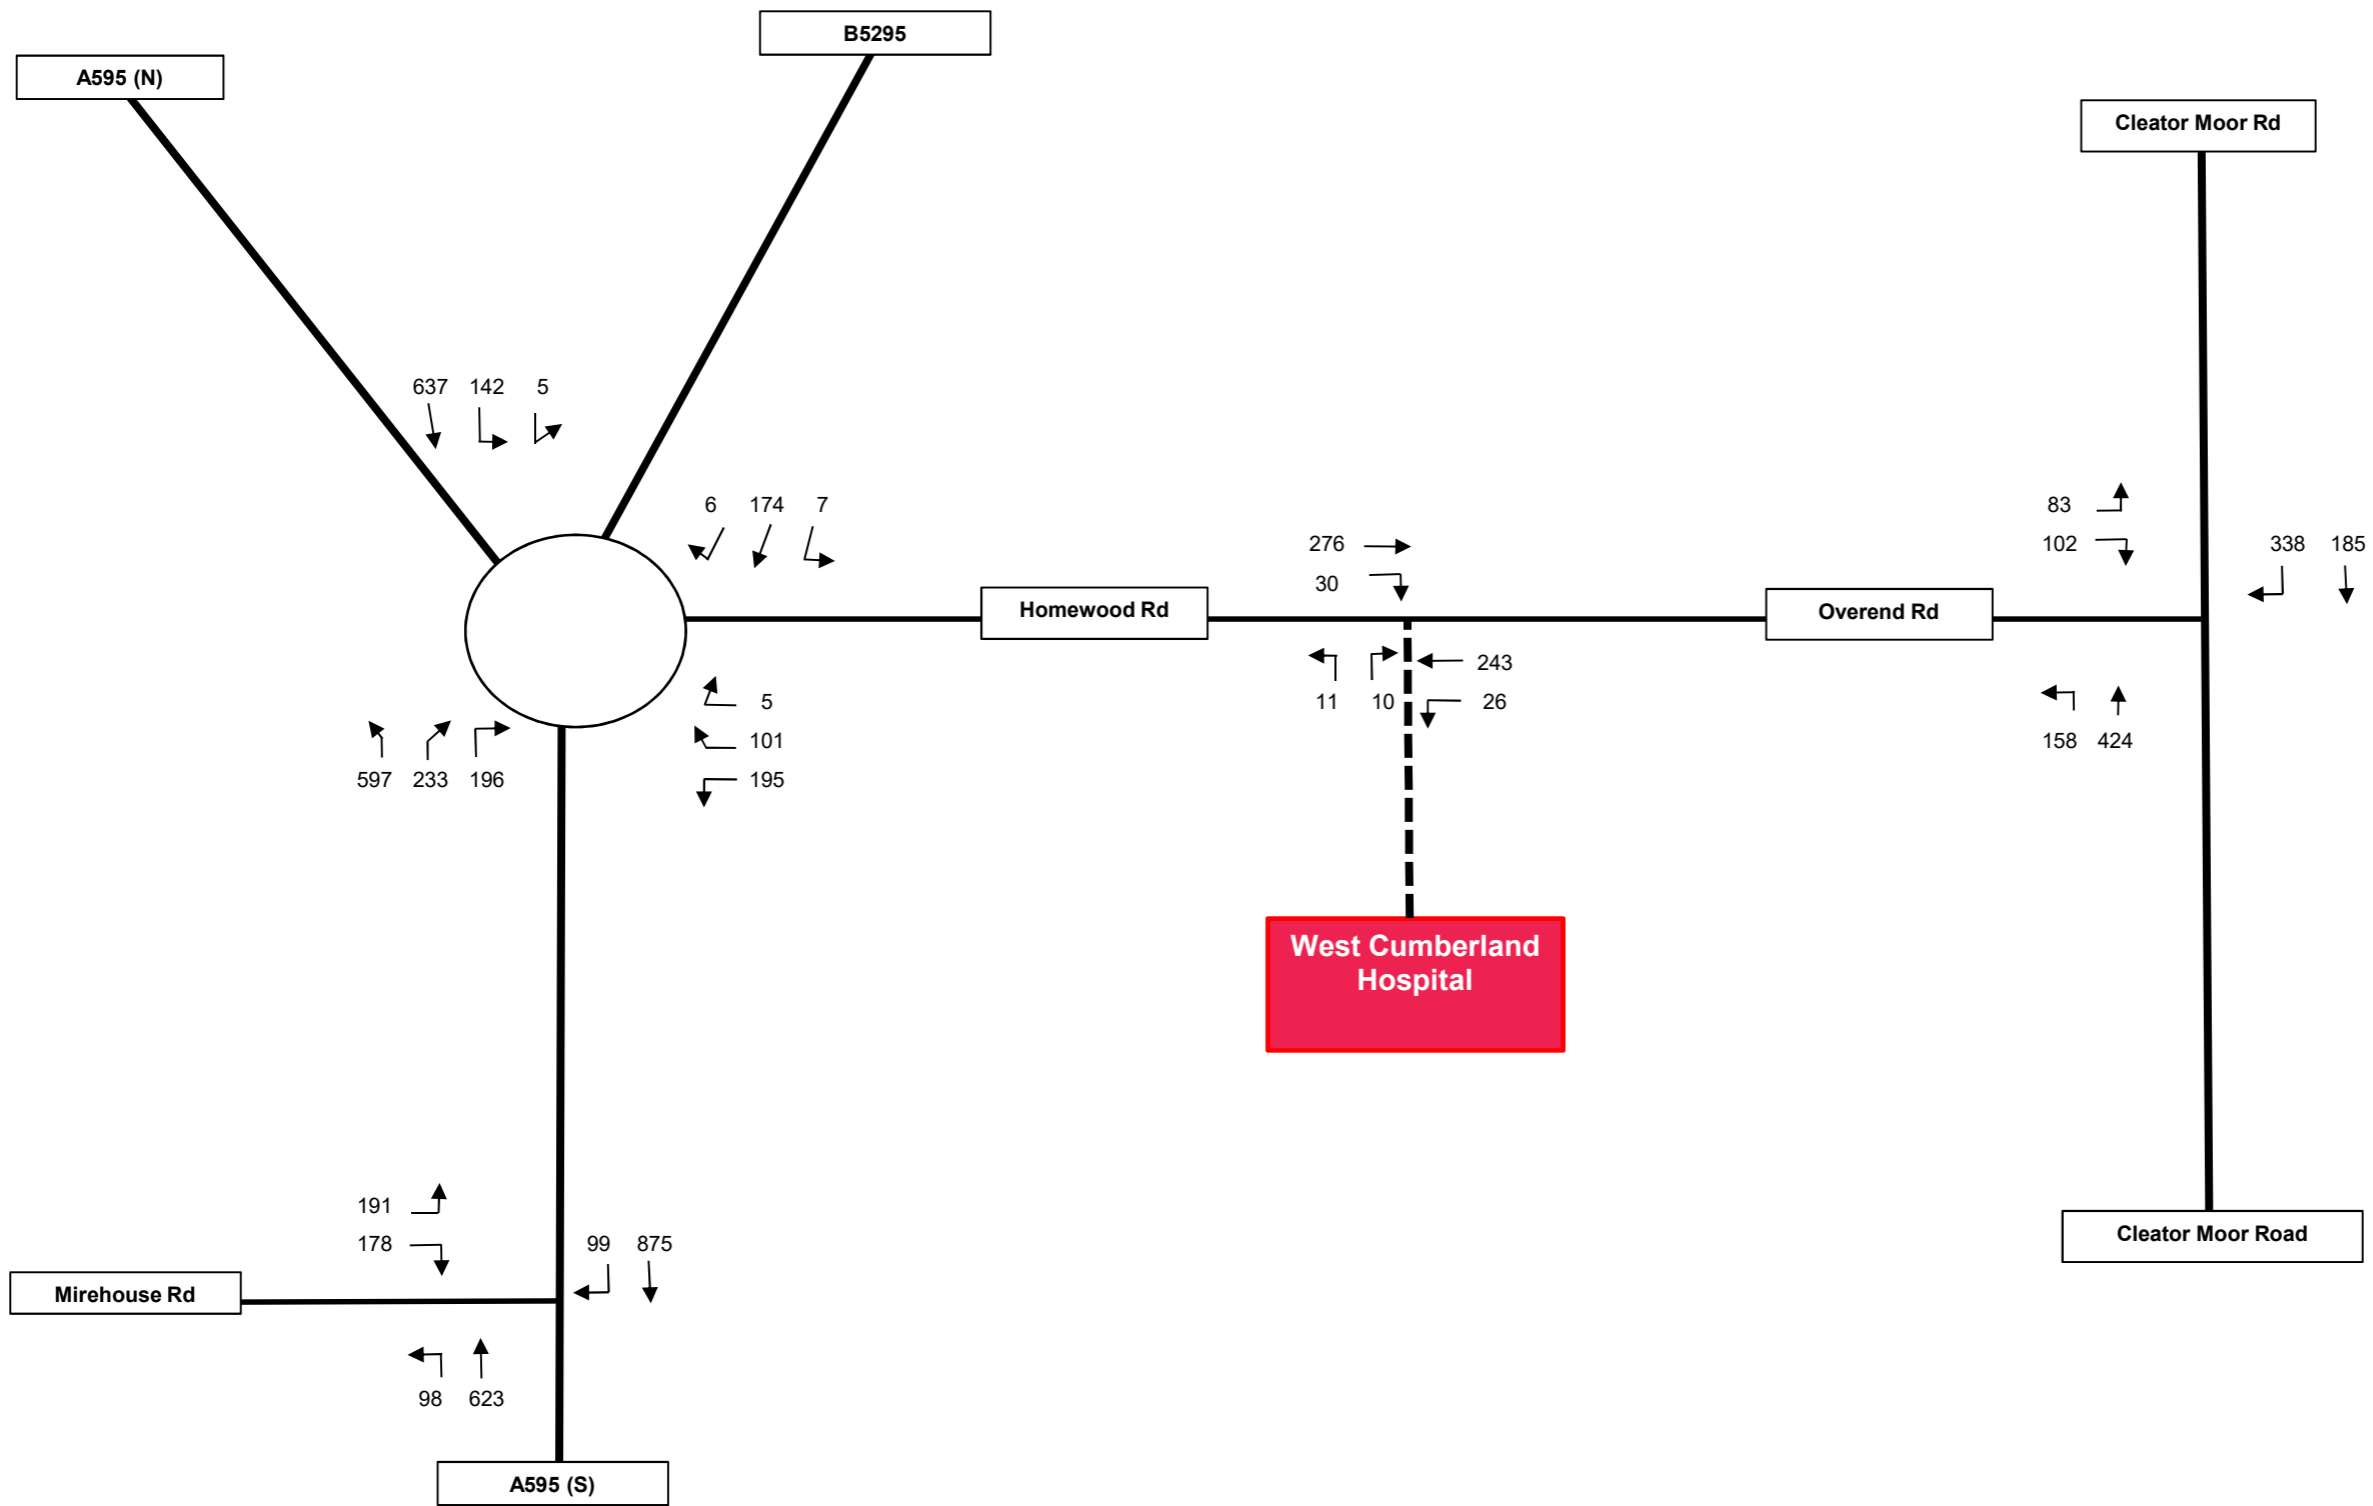 B5295
A595 (N)
Cleator Moor Rd
637 142 5
6 174 7
83
276
102
338 185
30
Homewood Rd
Overend Rd
243
5
11 10
26
101
158 424
597 233 196
195
West Cumberland
Hospital
191
178
99 875
Cleator Moor Road
Mirehouse Rd
98 623
A595 (S)